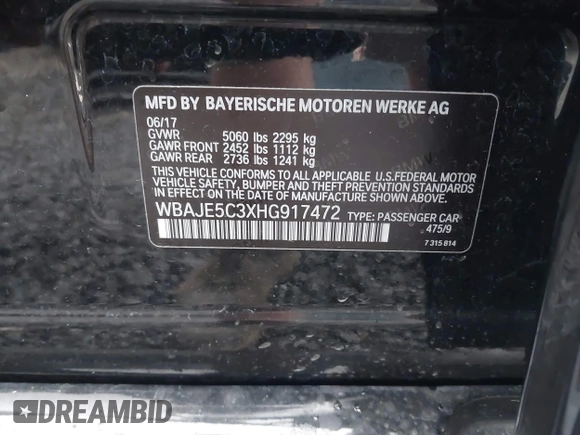 MFD BY BAYERISCHE MOTOREN WERKE AG
06/17
GVWR 5060 lbs 2295 kg
GAWR FRONT 2452 lbs 1112 kg
GAWR REAR 2736 lbs 1241 kg
THIS VEHICLE CONFORMS TO ALL APPLICABLE U.S.FEDERAL MOTOR
VEHICLE SAFETY, BUMPER AND THEFT PREVENTION STANDARDS
IN EFFECT ON THE DATE OF MANUFACTURE SHOWN ABOVE.
WBAJE5C3XHG917472 TYPE: PASSENGER CAR
475/9
7 315 814
DREAMBID